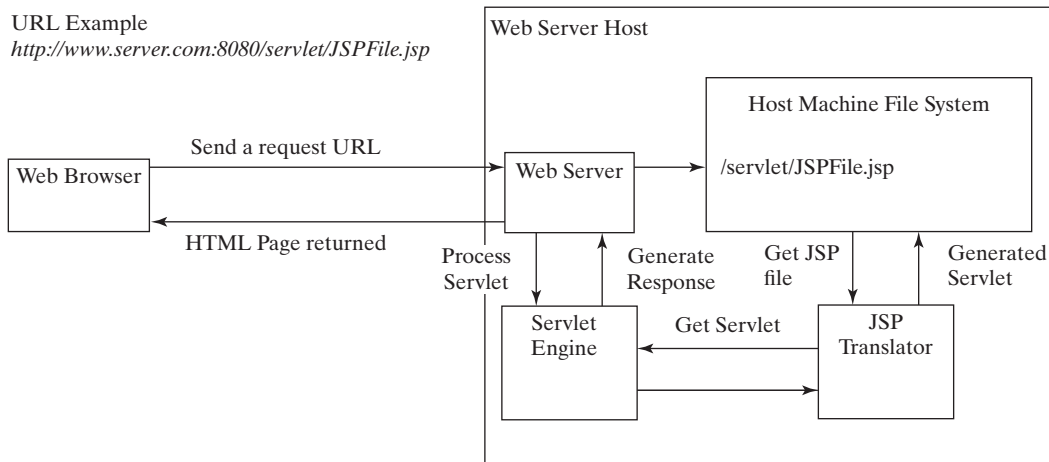 URL Example
http://www.server.com:8080/servlet/JSPFile.jsp
Web Server Host
Host Machine File System
/servlet/JSPFile.jsp
Send a request URL
Web Browser
Web Server
HTML Page returned
Process
Servlet
Generate
Response
Get JSP
file
Generated
Servlet
Servlet
Engine
Get Servlet
JSP
Translator